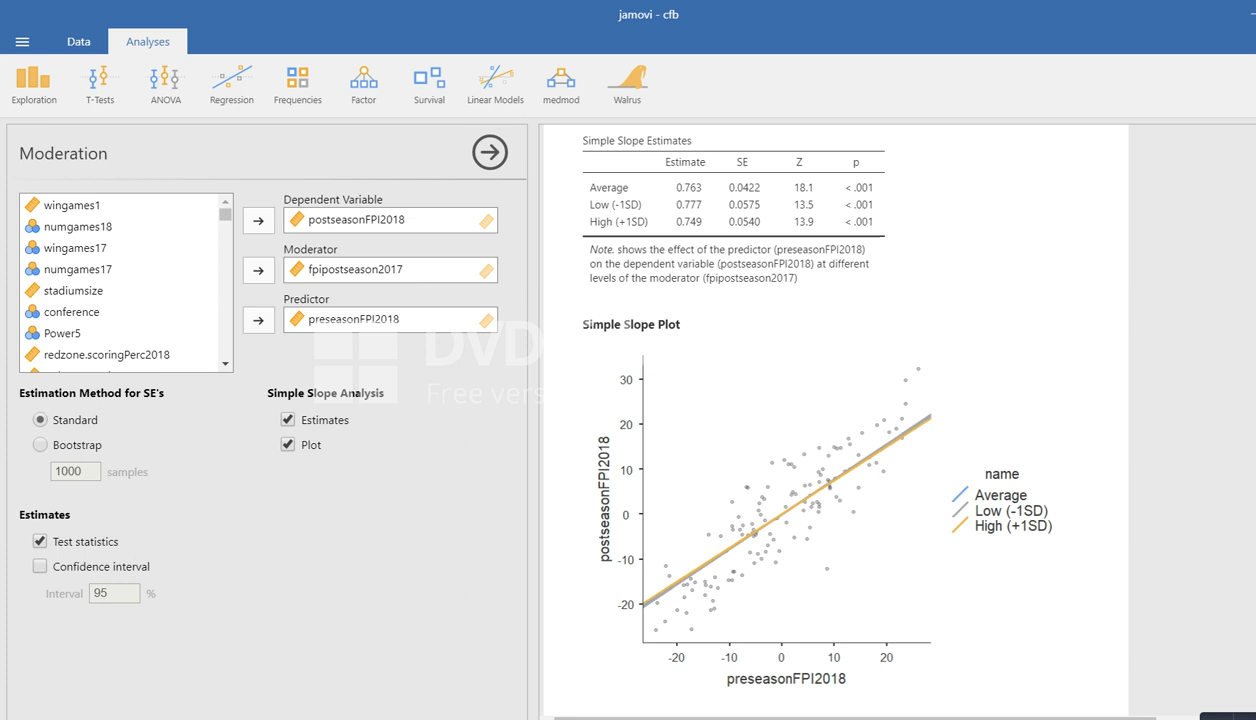 jamovi - cfb
Data
Analyses
Exploration
T-Tests
ANOVA
Regression
Frequencies
Factor
Survival
Linear Models
medmod
Walrus
Moderation
wingames1
numgames18
wingames17
numgames17
stadiumsize
conference
Power5
redzone.scoringPerc2018
Dependent Variable
postseasonFPI2018
Moderator
fpipostseason2017
Predictor
preseasonFPI2018
Estimation Method for SE's
Standard
Bootstrap
1000 samples
Simple Slope Analysis
Estimates
Plot
Estimates
Test statistics
Confidence interval
Interval 95 %
DVD
Free vers
Simple Slope Estimates
Estimate SE Z p
Average 0.763 0.0422 18.1 < .001
Low (-1SD) 0.777 0.0575 13.5 < .001
High (+1SD) 0.749 0.0540 13.9 < .001
Note. shows the effect of the predictor (preseasonFPI2018)
on the dependent variable (postseasonFPI2018) at different
levels of the moderator (fpipostseason2017)
Simple Slope Plot
postseasonFPI2018
30
20
10
0
-10
-20
-20 -10 0 10 20
preseasonFPI2018
name
Average
Low (-1SD)
High (+1SD)